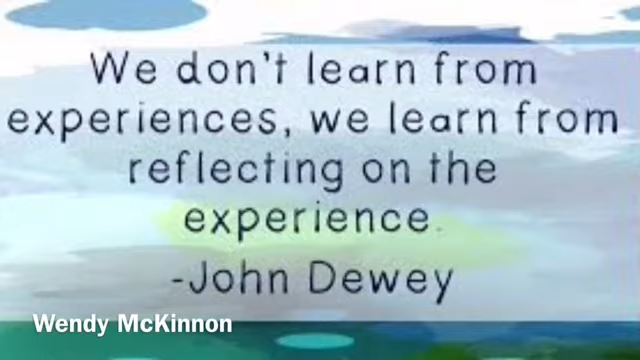 We don't learn from
experiences, we learn from
reflecting on the
experience.
-John Dewey
Wendy McKinnon